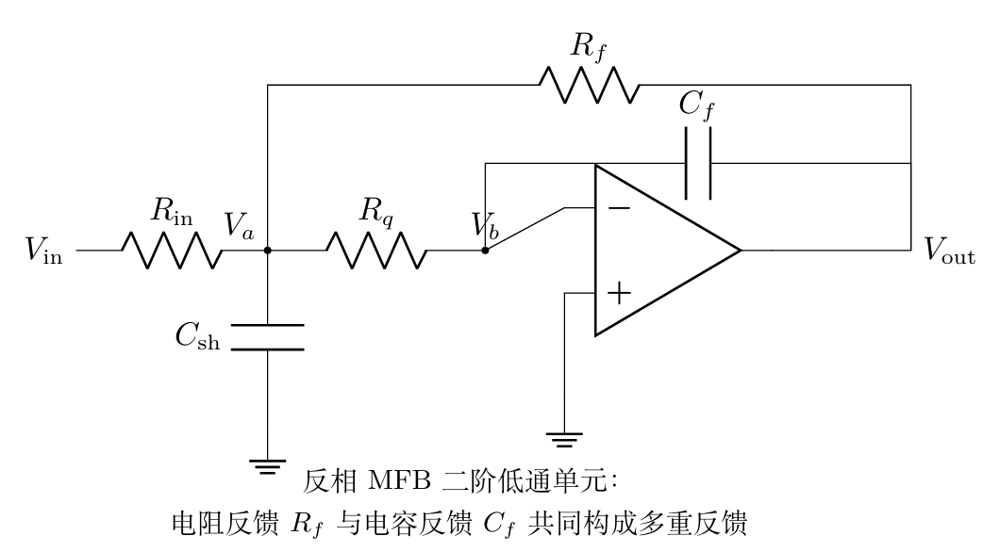 R_f
C_f
R_in
V_a
R_q
V_b
−
V_in
V_out
+
C_sh
反相 MFB 二阶低通单元：
电阻反馈 R_f 与电容反馈 C_f 共同构成多重反馈